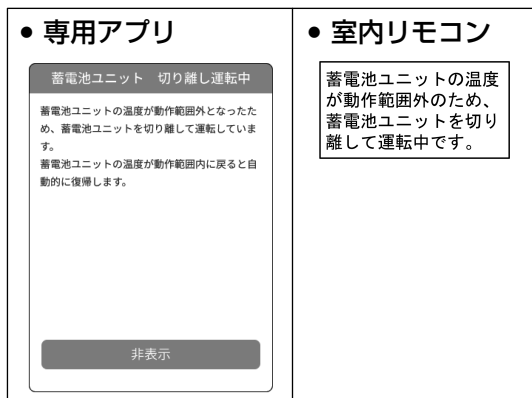 ● 専用アプリ
蓄電池ユニット　切り離し運転中
蓄電池ユニットの温度が動作範囲外となったた
め、蓄電池ユニットを切り離して運転していま
す。
蓄電池ユニットの温度が動作範囲内に戻ると自
動的に復帰します。
非表示
● 室内リモコン
蓄電池ユニットの温度
が動作範囲外のため、
蓄電池ユニットを切り
離して運転中です。